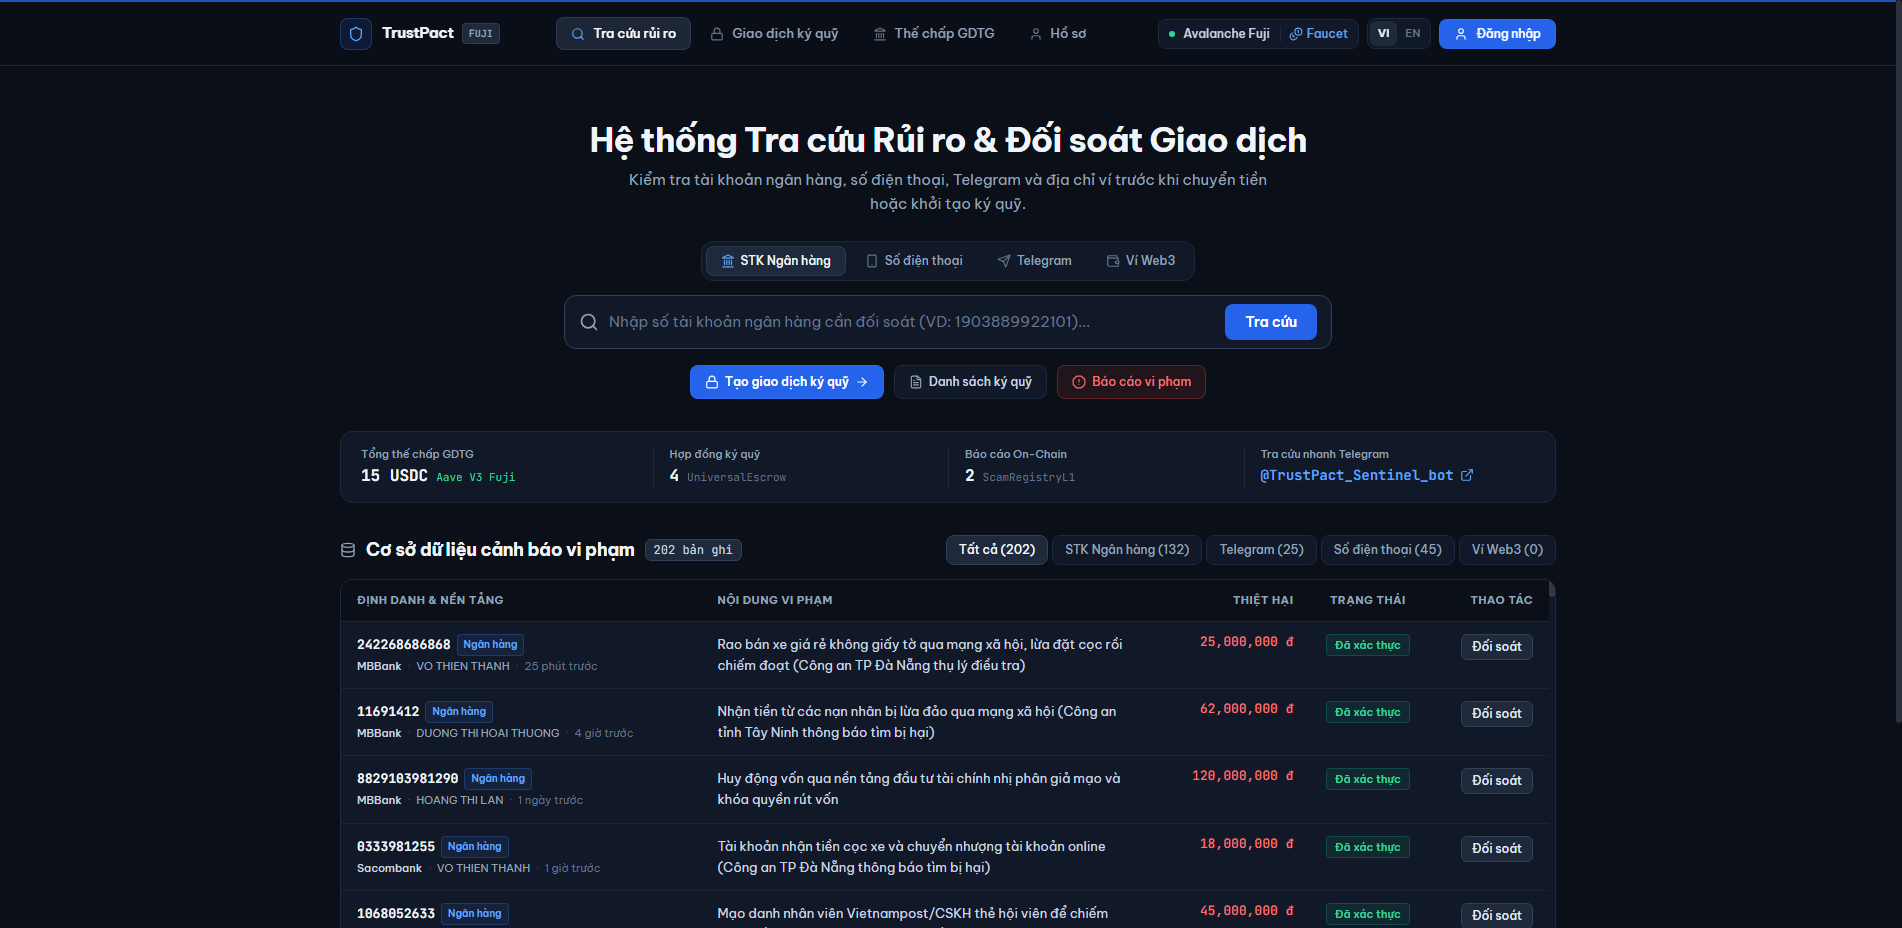 TrustPact FUJI
Tra cứu rủi ro
Giao dịch ký quỹ
Thế chấp GDTG
Hồ sơ
Avalanche Fuji
Faucet
VI EN
Đăng nhập
Hệ thống Tra cứu Rủi ro & Đối soát Giao dịch
Kiểm tra tài khoản ngân hàng, số điện thoại, Telegram và địa chỉ ví trước khi chuyển tiền
hoặc khởi tạo ký quỹ.
STK Ngân hàng
Số điện thoại
Telegram
Ví Web3
Nhập số tài khoản ngân hàng cần đối soát (VD: 1903889922101)...
Tra cứu
Tạo giao dịch ký quỹ →
Danh sách ký quỹ
Báo cáo vi phạm
Tổng thế chấp GDTG
15 USDC Aave V3 Fuji
Hợp đồng ký quỹ
4 UniversalEscrow
Báo cáo On-Chain
2 ScamRegistryL1
Tra cứu nhanh Telegram
@TrustPact_Sentinel_bot
Cơ sở dữ liệu cảnh báo vi phạm 202 bản ghi
Tất cả (202)
STK Ngân hàng (132)
Telegram (25)
Số điện thoại (45)
Ví Web3 (0)
ĐỊNH DANH & NỀN TẢNG
NỘI DUNG VI PHẠM
THIỆT HẠI
TRẠNG THÁI
THAO TÁC
242268686868 Ngân hàng
MBBank · VO THIEN THANH · 25 phút trước
Rao bán xe giá rẻ không giấy tờ qua mạng xã hội, lừa đặt cọc rồi
chiếm đoạt (Công an TP Đà Nẵng thụ lý điều tra)
25,000,000 đ
Đã xác thực
Đối soát
11691412 Ngân hàng
MBBank · DUONG THI HOAI THUONG · 4 giờ trước
Nhận tiền từ các nạn nhân bị lừa đảo qua mạng xã hội (Công an
tỉnh Tây Ninh thông báo tìm bị hại)
62,000,000 đ
Đã xác thực
Đối soát
8829103981290 Ngân hàng
MBBank · HOANG THI LAN · 1 ngày trước
Huy động vốn qua nền tảng đầu tư tài chính nhị phân giả mạo và
khóa quyền rút vốn
120,000,000 đ
Đã xác thực
Đối soát
0333981255 Ngân hàng
Sacombank · VO THIEN THANH · 1 giờ trước
Tài khoản nhận tiền cọc xe và chuyển nhượng tài khoản online
(Công an TP Đà Nẵng thông báo tìm bị hại)
18,000,000 đ
Đã xác thực
Đối soát
1068052633 Ngân hàng
Mạo danh nhân viên Vietnampost/CSKH thẻ hội viên để chiếm
45,000,000 đ
Đã xác thực
Đối soát